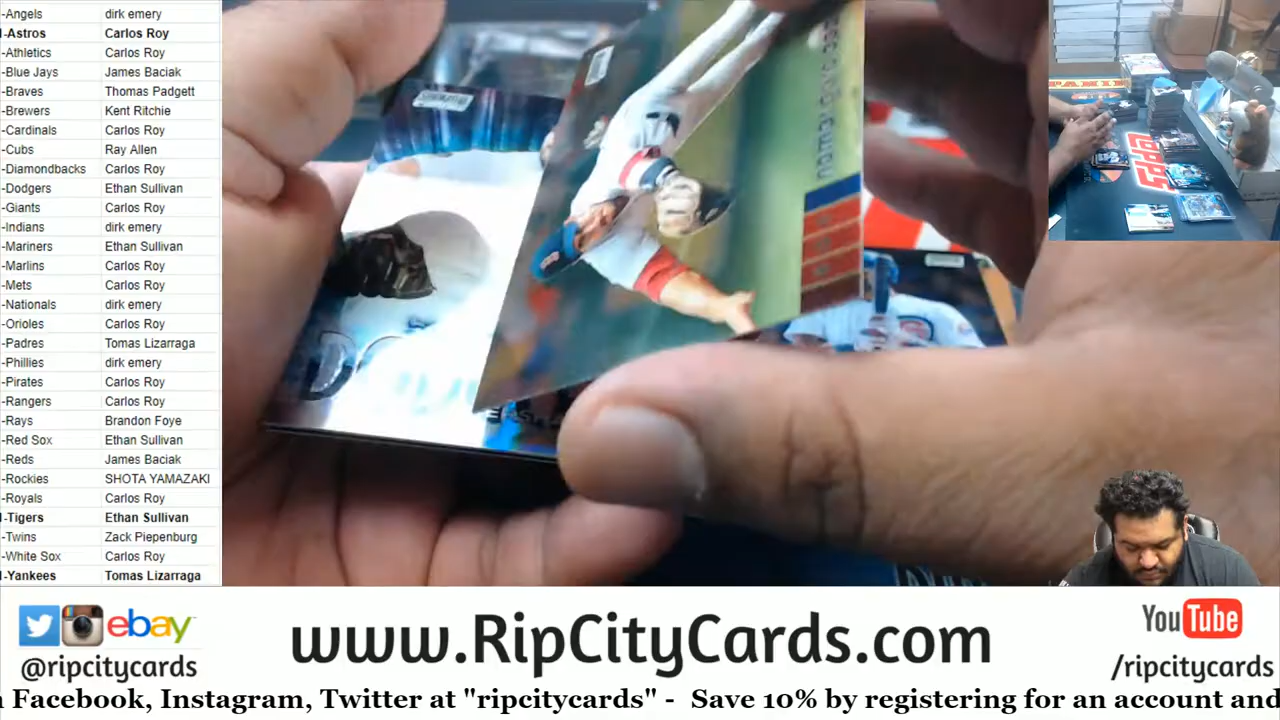 -Angels dirk emery
-Astros Carlos Roy
-Athletics Carlos Roy
-Blue Jays James Baciak
-Braves Thomas Padgett
-Brewers Kent Ritchie
-Cardinals Carlos Roy
-Cubs Ray Allen
-Diamondbacks Carlos Roy
-Dodgers Ethan Sullivan
-Giants Carlos Roy
-Indians dirk emery
-Mariners Ethan Sullivan
-Marlins Carlos Roy
-Mets Carlos Roy
-Nationals dirk emery
-Orioles Carlos Roy
-Padres Tomas Lizarraga
-Phillies dirk emery
-Pirates Carlos Roy
-Rangers Carlos Roy
-Rays Brandon Foye
-Red Sox Ethan Sullivan
-Reds James Baciak
-Rockies SHOTA YAMAZAKI
-Royals Carlos Roy
-Tigers Ethan Sullivan
-Twins Zack Piepenburg
-White Sox Carlos Roy
-Yankees Tomas Lizarraga
ebay
@ripcitycards
www.RipCityCards.com
YouTube
/ripcitycards
Facebook, Instagram, Twitter at "ripcitycards" - Save 10% by registering for an account and